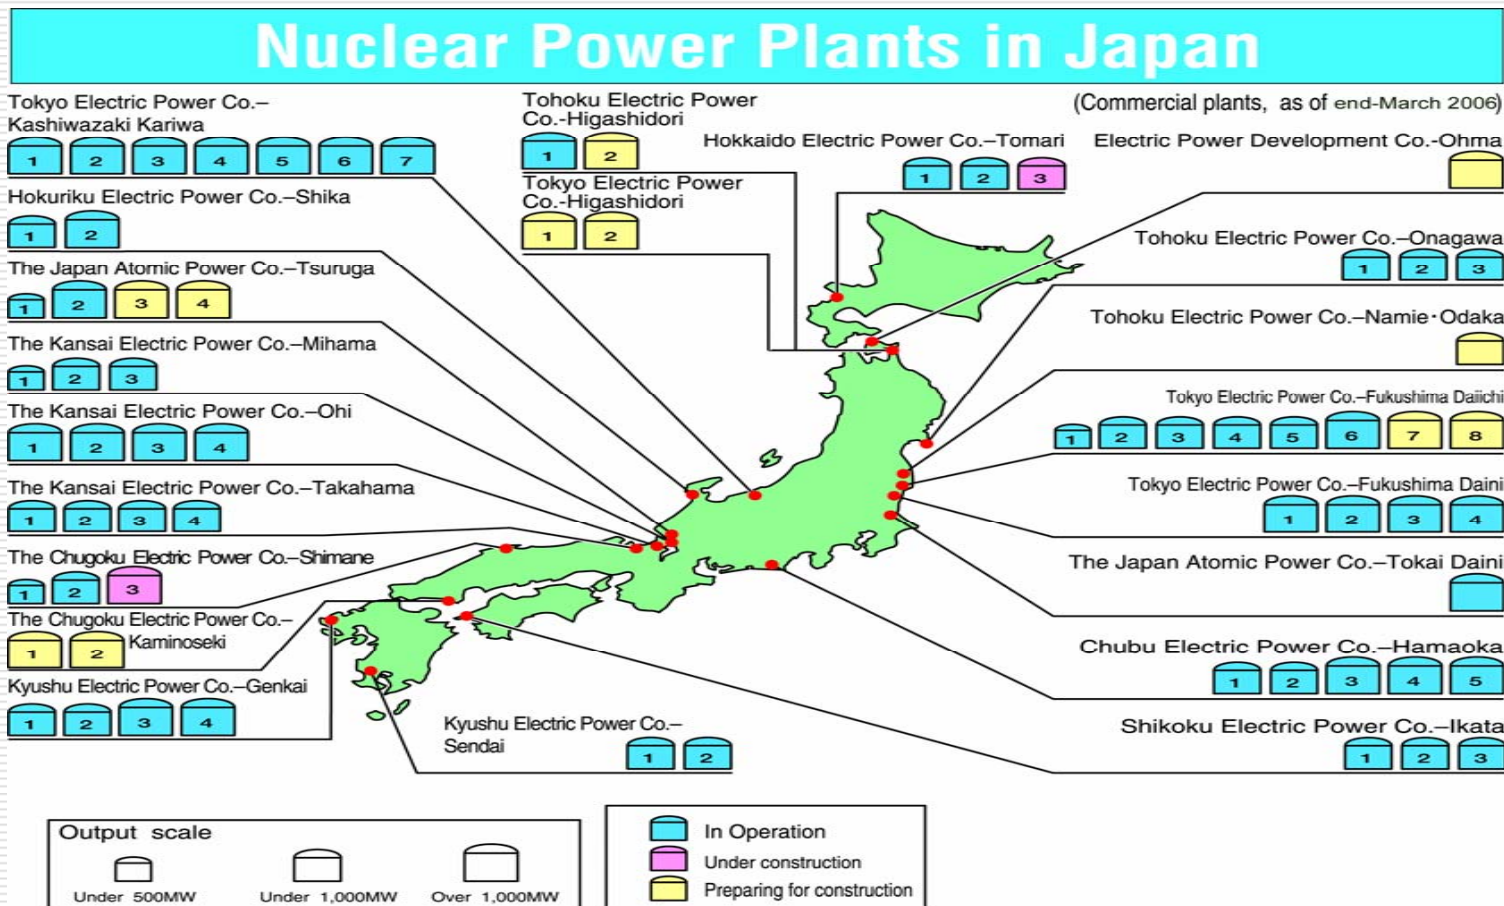 Nuclear Power Plants in Japan
(Commercial plants, as of end-March 2006)
Tokyo Electric Power Co.–
Kashiwazaki Kariwa
1 2 3 4 5 6 7
Hokuriku Electric Power Co.–Shika
1 2
The Japan Atomic Power Co.–Tsuruga
1 2 3 4
The Kansai Electric Power Co.–Mihama
1 2 3
The Kansai Electric Power Co.–Ohi
1 2 3 4
The Kansai Electric Power Co.–Takahama
1 2 3 4
The Chugoku Electric Power Co.–Shimane
1 2 3
The Chugoku Electric Power Co.–
Kaminoseki
1 2
Kyushu Electric Power Co.–Genkai
1 2 3 4
Tohoku Electric Power
Co.-Higashidori
1 2
Tokyo Electric Power
Co.-Higashidori
1 2
Hokkaido Electric Power Co.–Tomari
1 2 3
Electric Power Development Co.-Ohma
Tohoku Electric Power Co.–Onagawa
1 2 3
Tohoku Electric Power Co.–Namie・Odaka
Tokyo Electric Power Co.–Fukushima Daiichi
1 2 3 4 5 6 7 8
Tokyo Electric Power Co.–Fukushima Daini
1 2 3 4
The Japan Atomic Power Co.–Tokai Daini
Chubu Electric Power Co.–Hamaoka
1 2 3 4 5
Shikoku Electric Power Co.–Ikata
1 2 3
Kyushu Electric Power Co.–
Sendai
1 2
Output scale
Under 500MW
Under 1,000MW
Over 1,000MW
In Operation
Under construction
Preparing for construction